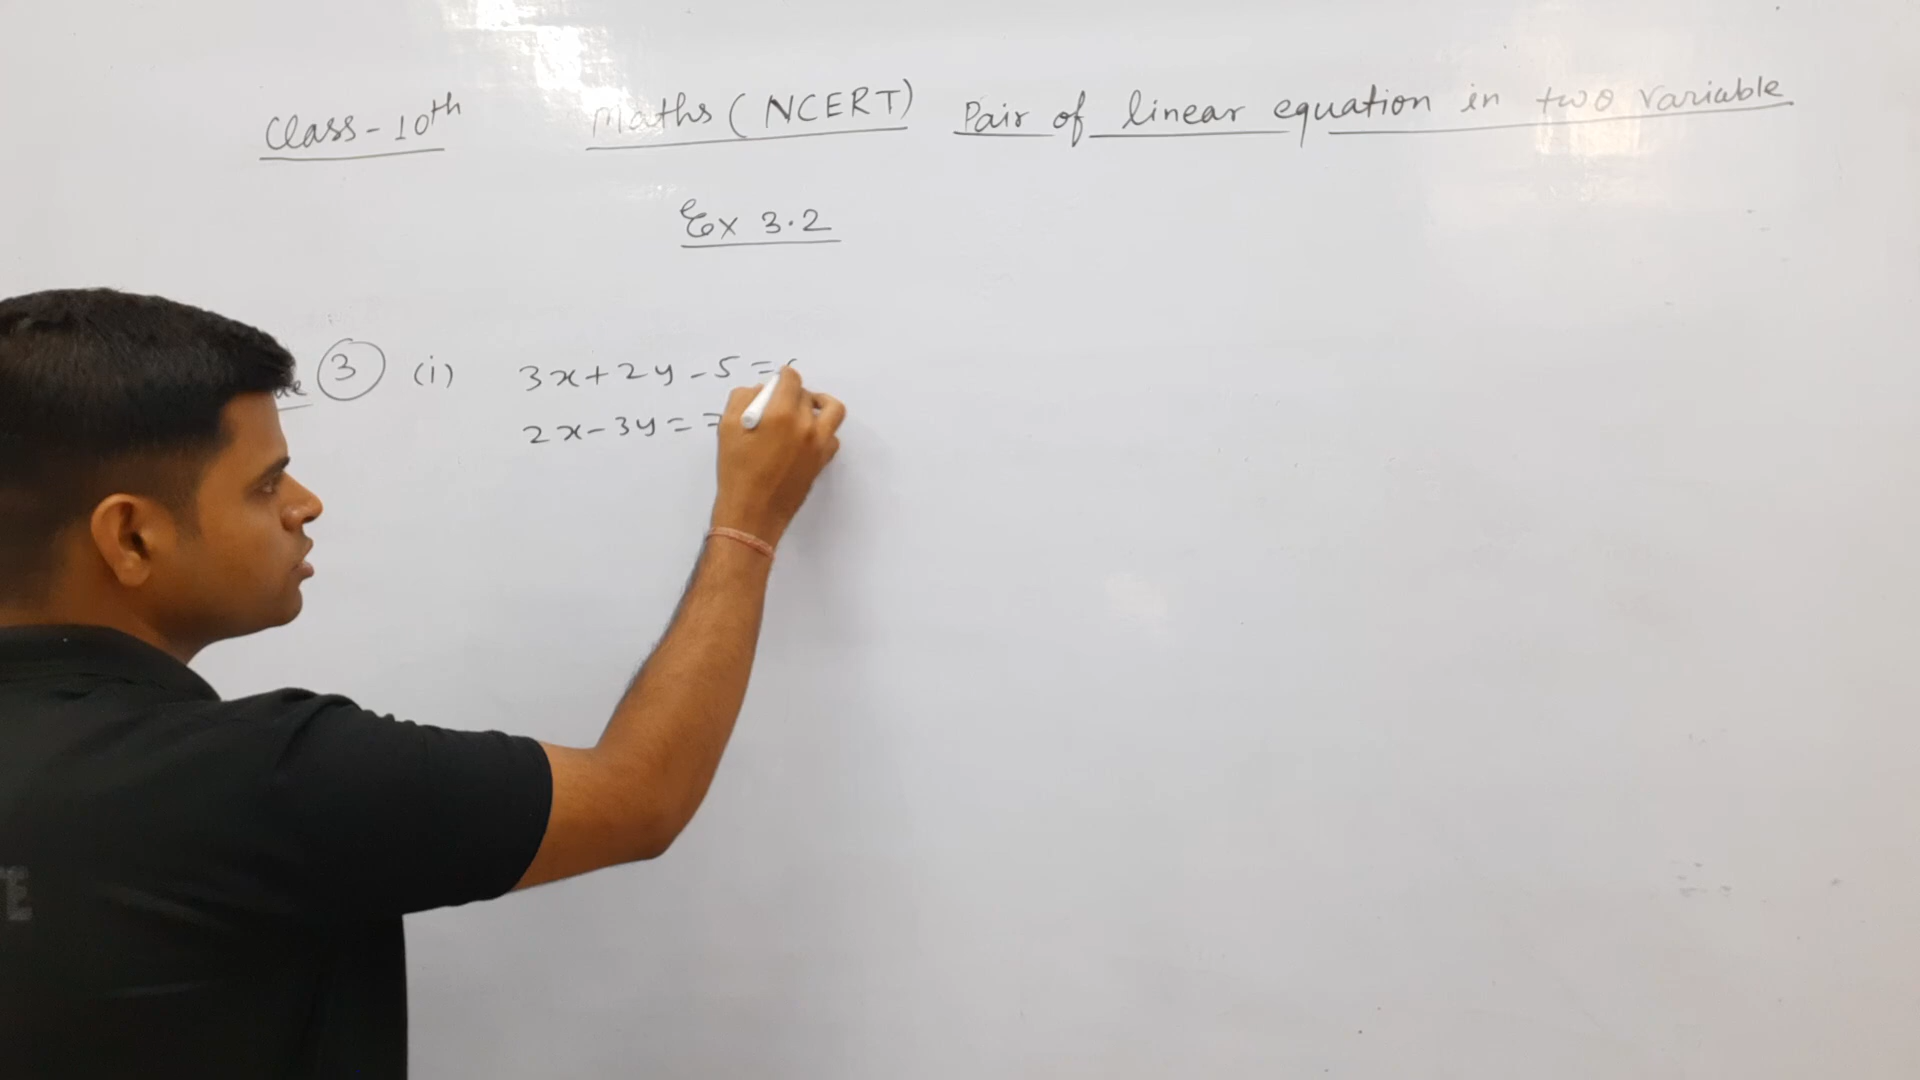 Class-10th Maths (NCERT) Pair of linear equation in two variable
Ex 3.2
3 (i) 3x+2y-5=
2x-3y=7